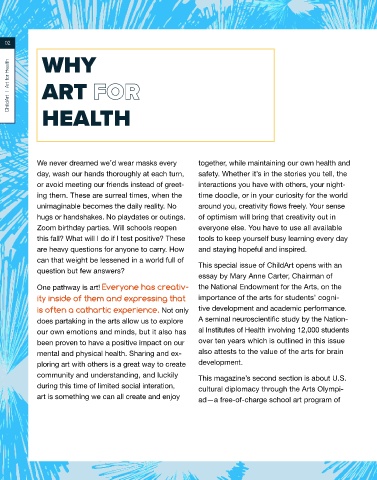 02
ChildArt | Art for Health
WHY
ART FOR
HEALTH
We never dreamed we'd wear masks every
day, wash our hands thoroughly at each turn,
or avoid meeting our friends instead of greet-
ing them. These are surreal times, when the
unimaginable becomes the daily reality. No
hugs or handshakes. No playdates or outings.
Zoom birthday parties. Will schools reopen
this fall? What will I do if I test positive? These
are heavy questions for anyone to carry. How
can that weight be lessened in a world full of
question but few answers?
One pathway is art! Everyone has creativ-
ity inside of them and expressing that
is often a cathartic experience. Not only
does partaking in the arts allow us to explore
our own emotions and minds, but it also has
been proven to have a positive impact on our
mental and physical health. Sharing and ex-
ploring art with others is a great way to create
community and understanding, and luckily
during this time of limited social interation,
art is something we can all create and enjoy
together, while maintaining our own health and
safety. Whether it's in the stories you tell, the
interactions you have with others, your night-
time doodle, or in your curiosity for the world
around you, creativity flows freely. Your sense
of optimism will bring that creativity out in
everyone else. You have to use all available
tools to keep yourself busy learning every day
and staying hopeful and inspired.
This special issue of ChildArt opens with an
essay by Mary Anne Carter, Chairman of
the National Endowment for the Arts, on the
importance of the arts for students' cogni-
tive development and academic performance.
A seminal neuroscientific study by the Nation-
al Institutes of Health involving 12,000 students
over ten years which is outlined in this issue
also attests to the value of the arts for brain
development.
This magazine's second section is about U.S.
cultural diplomacy through the Arts Olympi-
ad—a free-of-charge school art program of